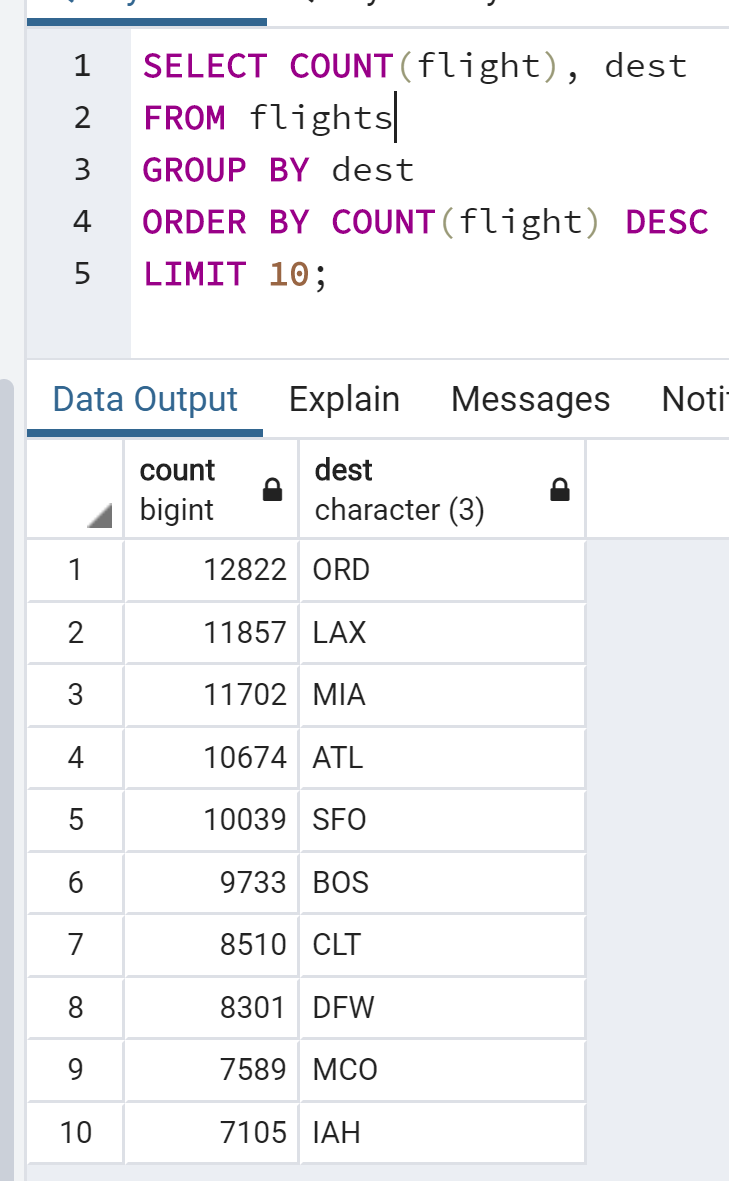 1 SELECT COUNT(flight), dest
2 FROM flights
3 GROUP BY dest
4 ORDER BY COUNT(flight) DESC
5 LIMIT 10;
Data Output Explain Messages
count dest
bigint character (3)
1 12822 ORD
2 11857 LAX
3 11702 MIA
4 10674 ATL
5 10039 SFO
6 9733 BOS
7 8510 CLT
8 8301 DFW
9 7589 MCO
10 7105 IAH